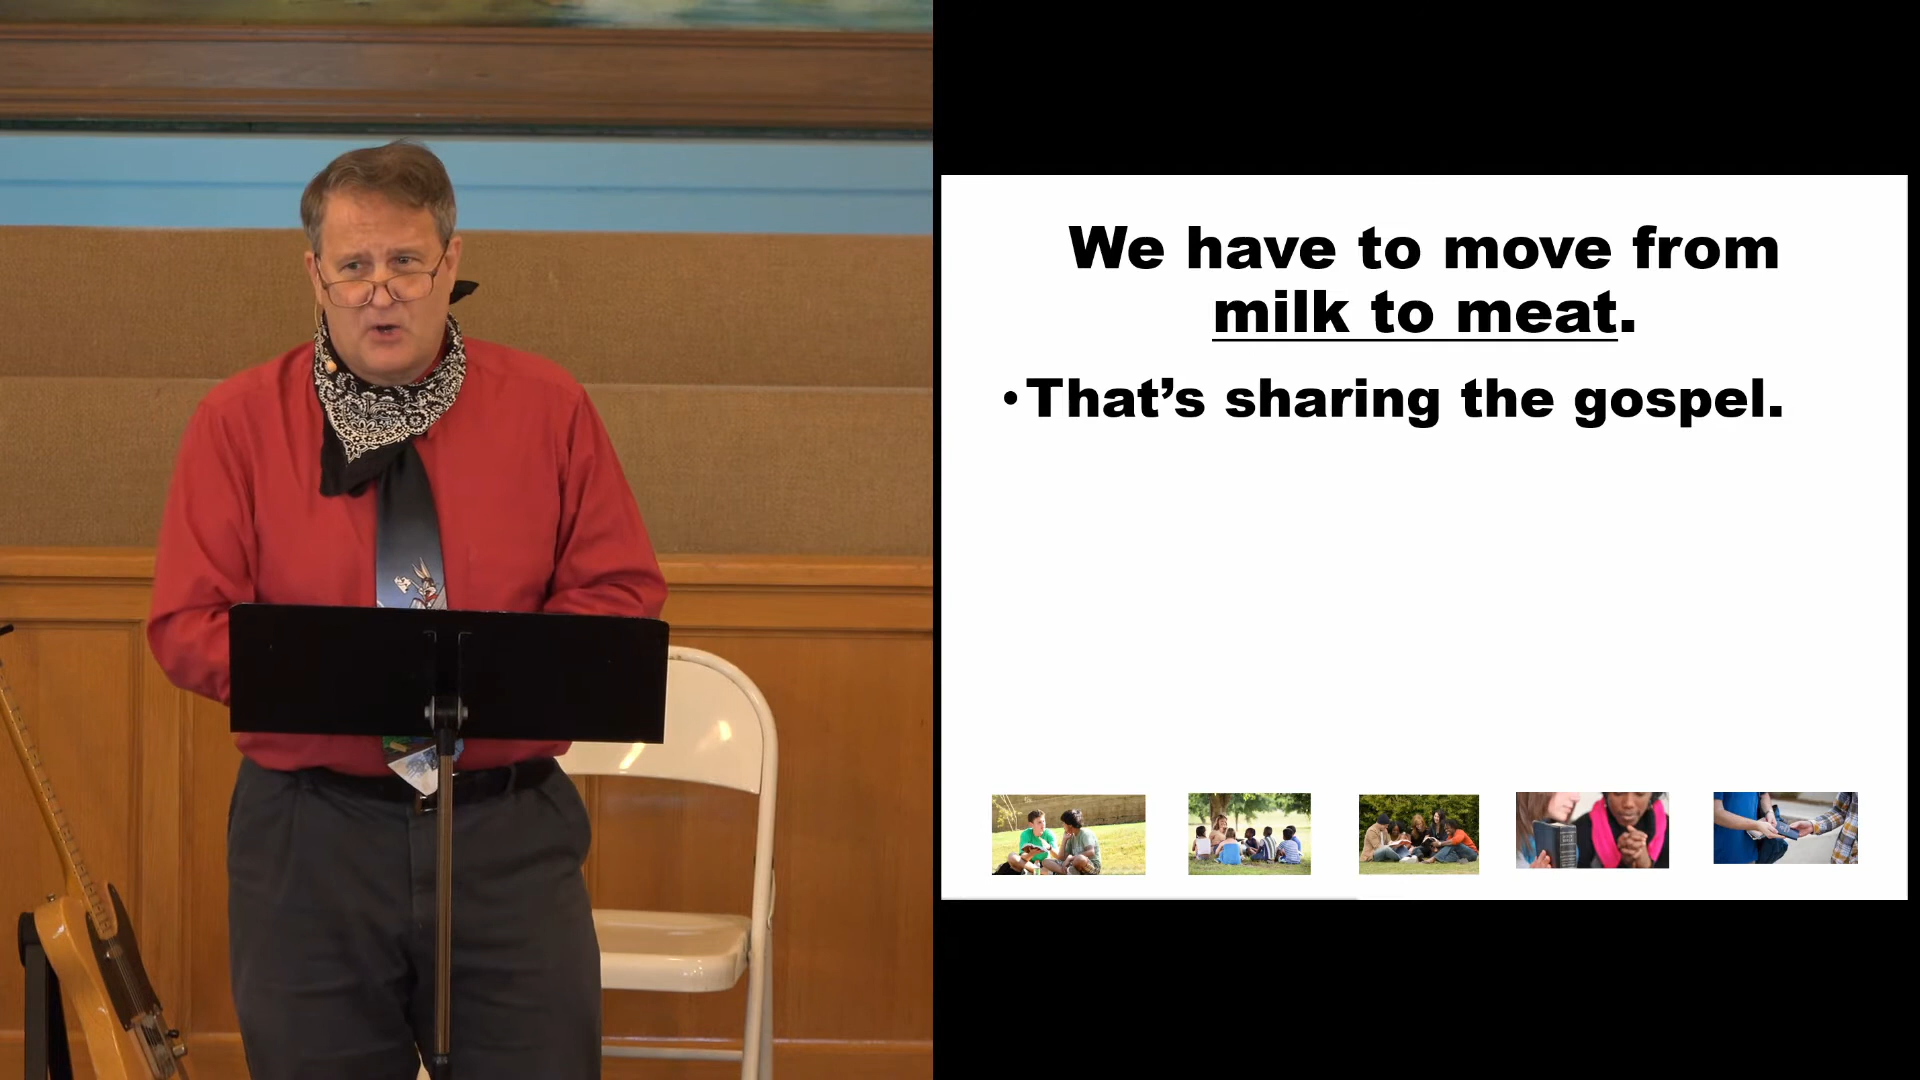 We have to move from
milk to meat.
•That's sharing the gospel.